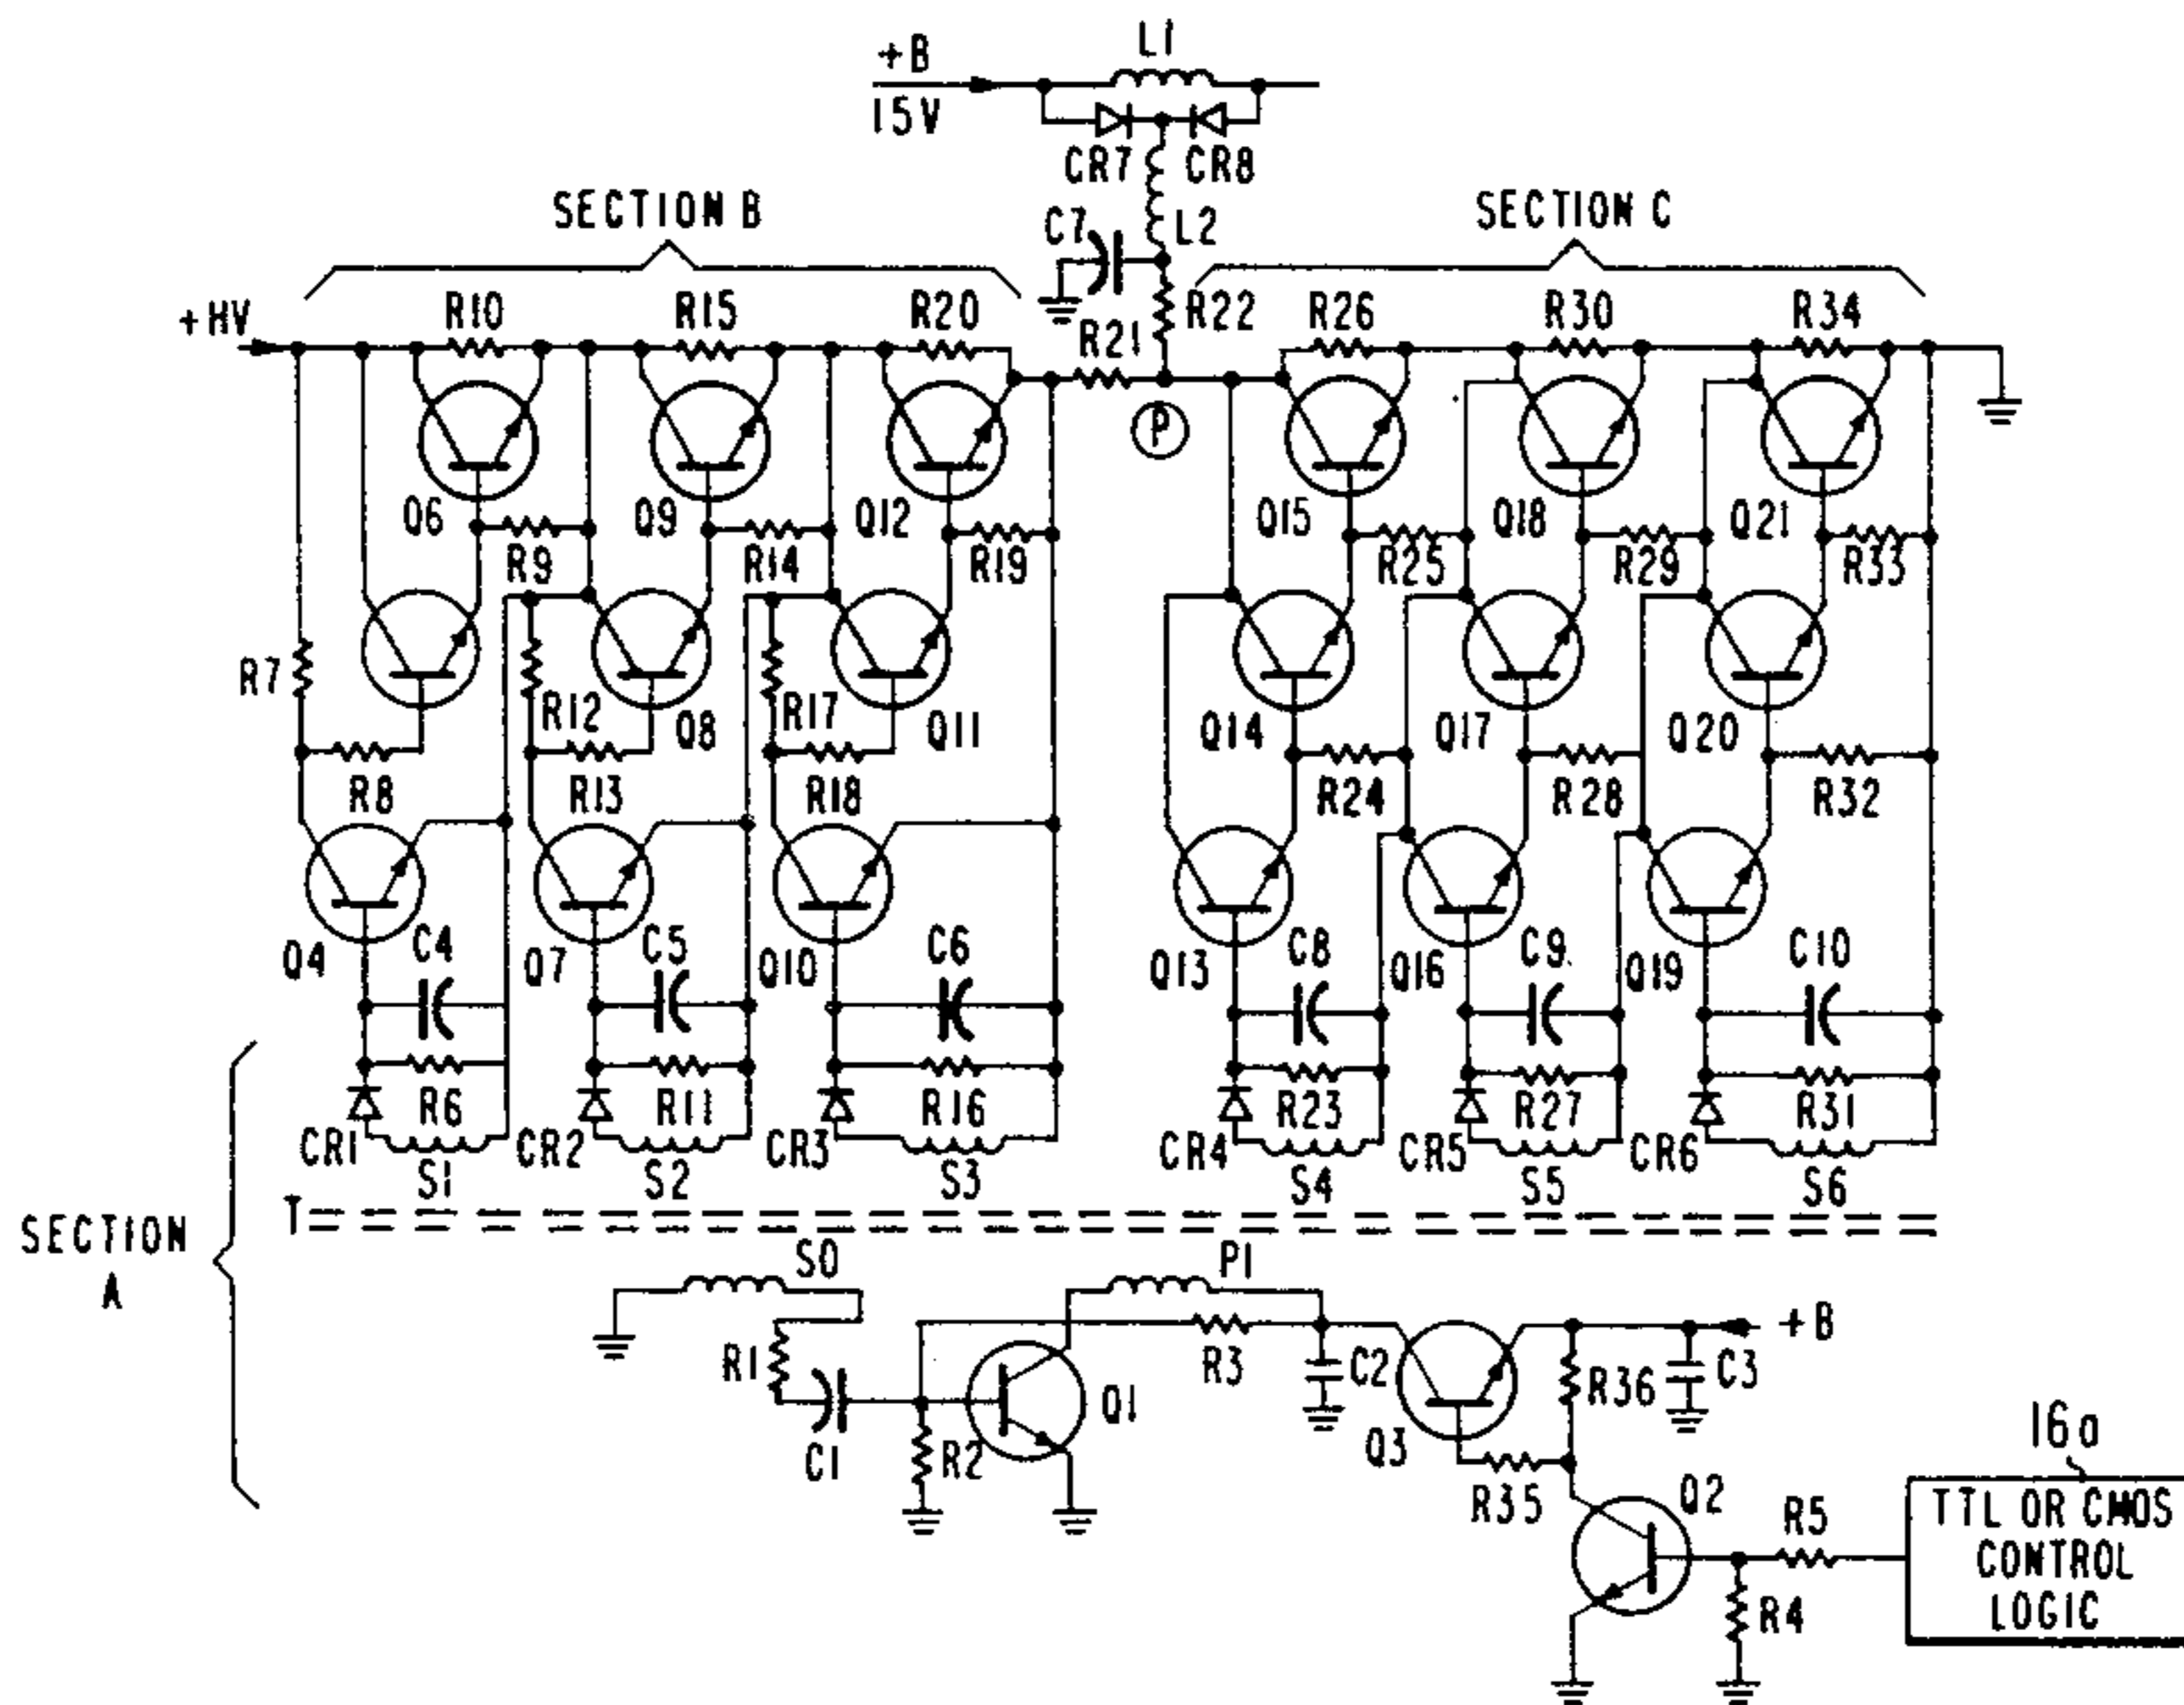 L1
+B
15V
CR7 CR8
SECTION B
C7
L2
SECTION C
+HV
R10
R15
R20
R21
R22
R26
R30
R34
P
Q6
Q9
Q12
Q15
Q18
Q21
R9
R14
R19
R25
R29
R33
R7
R12
Q8
R17
Q11
Q14
Q17
Q20
R8
R13
R18
R24
R28
R32
Q4
C4
Q7
C5
Q10
C6
Q13
C8
Q16
C9
Q19
C10
R6
R11
R16
R23
R27
R31
CR1
CR2
CR3
CR4
CR5
CR6
S1
S2
S3
S4
S5
S6
T
SECTION
A
S0
P1
+B
R1
R3
C2
R36
C3
C1
R2
Q1
Q3
16a
R35
Q2
R5
TTL OR CMOS
CONTROL
LOGIC
R4